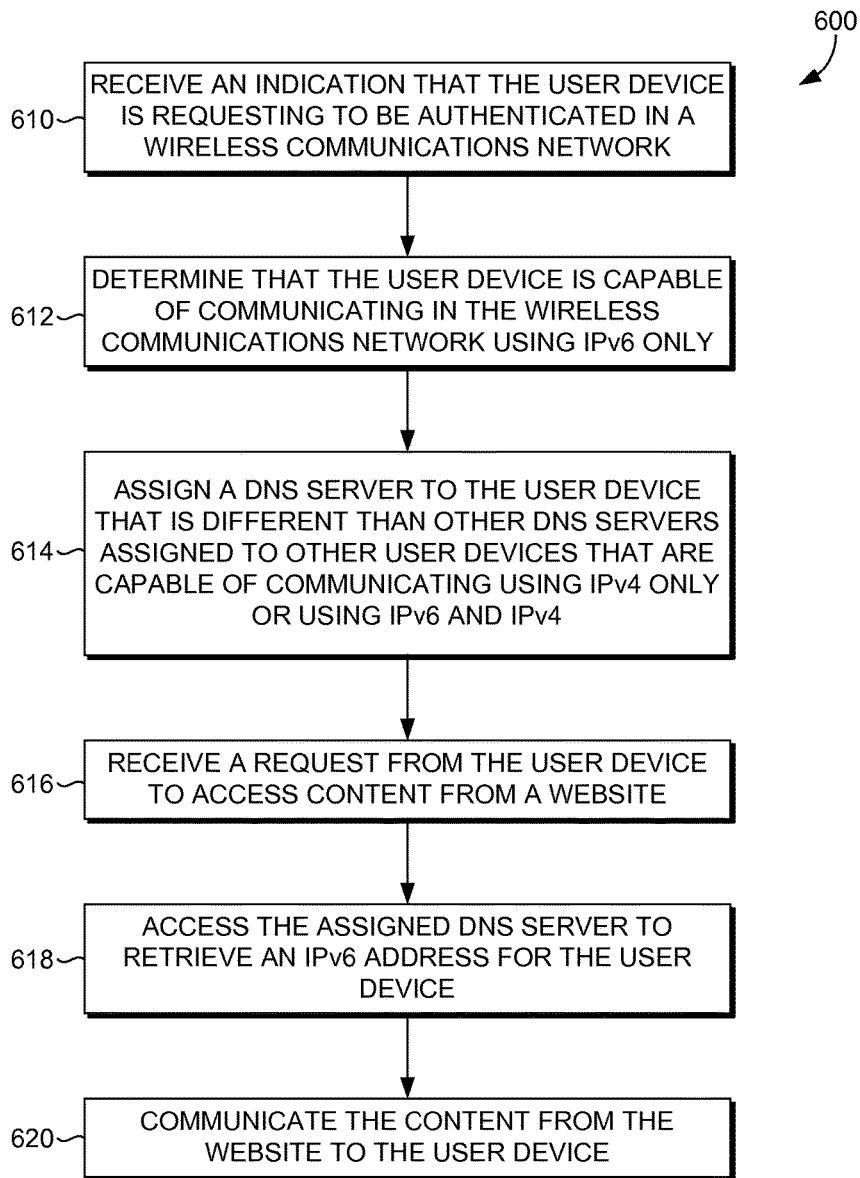 600
610
RECEIVE AN INDICATION THAT THE USER DEVICE
IS REQUESTING TO BE AUTHENTICATED IN A
WIRELESS COMMUNICATIONS NETWORK
612
DETERMINE THAT THE USER DEVICE IS CAPABLE
OF COMMUNICATING IN THE WIRELESS
COMMUNICATIONS NETWORK USING IPv6 ONLY
614
ASSIGN A DNS SERVER TO THE USER DEVICE
THAT IS DIFFERENT THAN OTHER DNS SERVERS
ASSIGNED TO OTHER USER DEVICES THAT ARE
CAPABLE OF COMMUNICATING USING IPv4 ONLY
OR USING IPv6 AND IPv4
616
RECEIVE A REQUEST FROM THE USER DEVICE
TO ACCESS CONTENT FROM A WEBSITE
618
ACCESS THE ASSIGNED DNS SERVER TO
RETRIEVE AN IPv6 ADDRESS FOR THE USER
DEVICE
620
COMMUNICATE THE CONTENT FROM THE
WEBSITE TO THE USER DEVICE